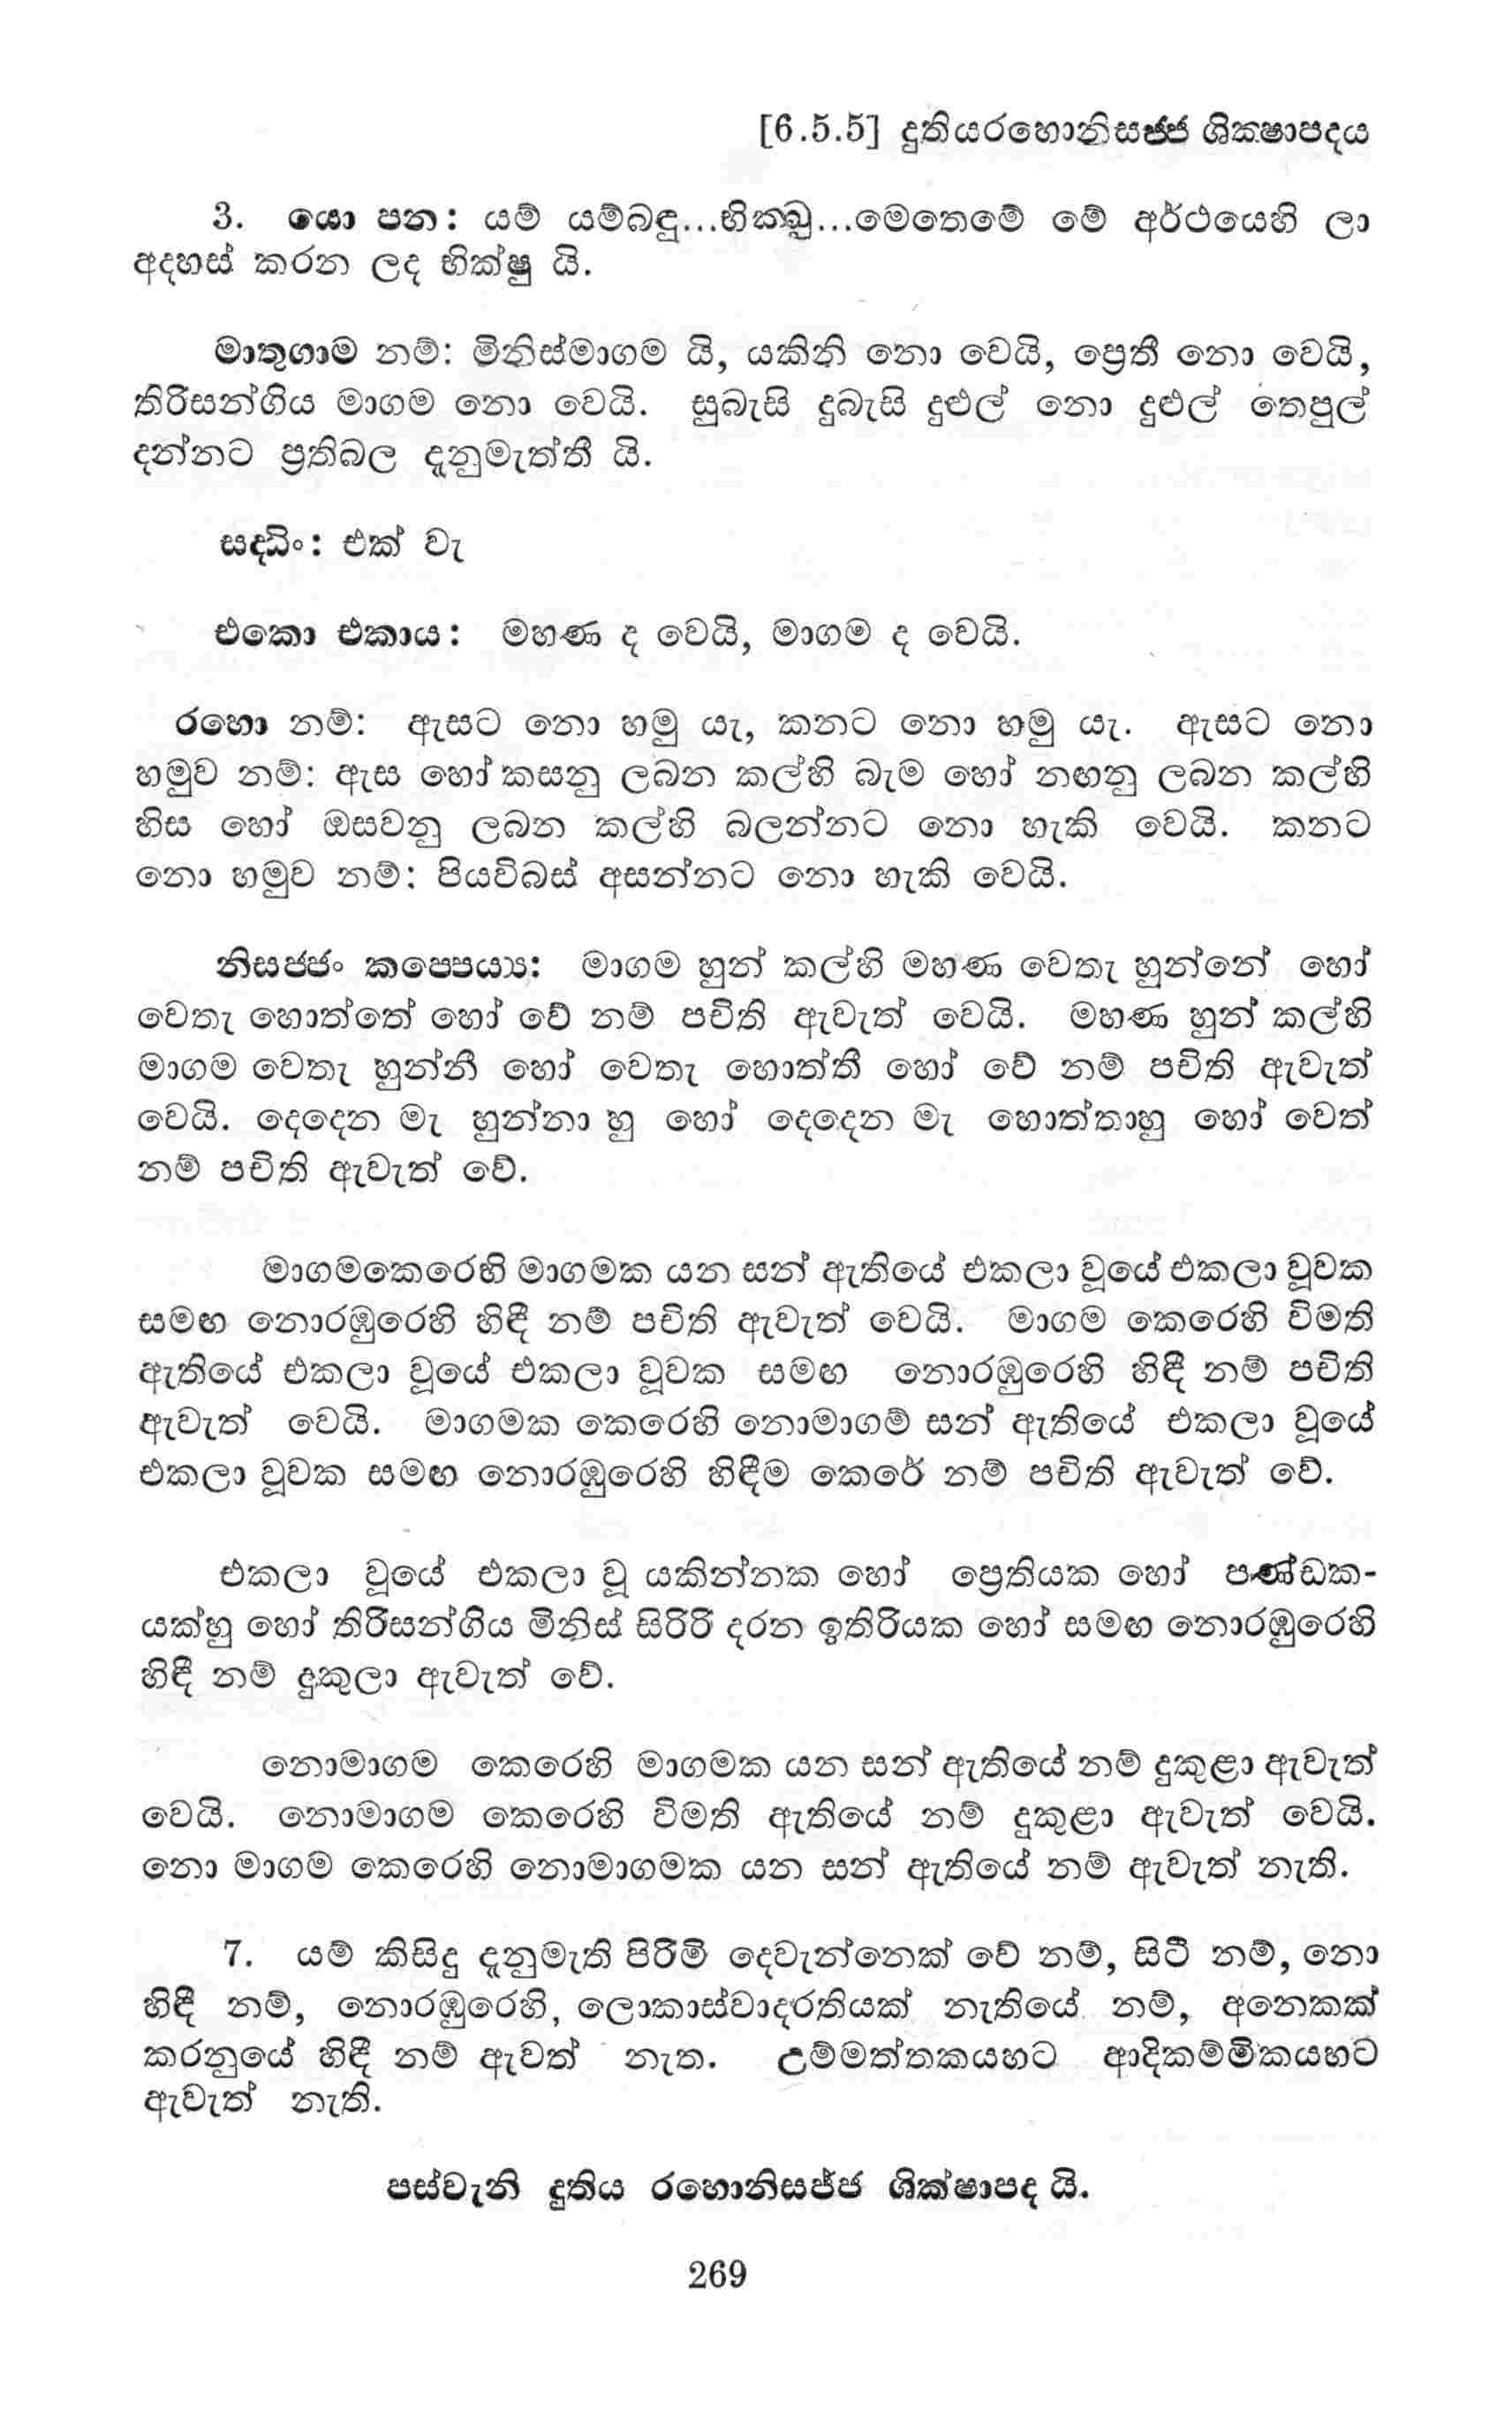 [6.5.5] දුතියරහොනිසජ්ජ ශික්ෂාපදය
3. යො පන: යම් යම්බඳු...භික්ඛු...මෙතෙමේ මේ අර්ථයෙහි ලා
අදහස් කරන ලද භික්ෂු යි.
මාතුගාම නම්: මිනිස්මාගම යි, යකිනි නො වෙයි, ප්‍රෙතී නො වෙයි,
තිරිසන්ගිය මාගම නො වෙයි. සුබැසි දුබැසි දුළුල් නො දුළුල් තෙපුල්
දන්නට ප්‍රතිබල දැනුමැත්තී යි.
සද්ධිං: එක් වැ
එකො එකාය: මහණ ද වෙයි, මාගම ද වෙයි.
රහො නම්: ඇසට නො හමු යැ, කනට නො හමු යැ. ඇසට නො
හමුව නම්: ඇස හෝ කසනු ලබන කල්හි බැම හෝ නඟනු ලබන කල්හි
හිස හෝ ඔසවනු ලබන කල්හි බලන්නට නො හැකි වෙයි. කනට
නො හමුව නම්: පියවිබස් අසන්නට නො හැකි වෙයි.
නිසජ්ජං කප්පෙය්‍ය: මාගම හුන් කල්හි මහණ වෙතැ හුන්නේ හෝ
වෙතැ හොත්තේ හෝ වේ නම් පචිති ඇවැත් වෙයි. මහණ හුන් කල්හි
මාගම වෙතැ හුන්නී හෝ වෙතැ හොත්තී හෝ වේ නම් පචිති ඇවැත්
වෙයි. දෙදෙන මැ හුන්නා හු හෝ දෙදෙන මැ හොත්තාහු හෝ වෙත්
නම් පචිති ඇවැත් වේ.
මාගමකෙරෙහි මාගමක යන සන් ඇතියේ එකලා වූයේ එකලා වූවක
සමඟ නොරඹුරෙහි හිඳී නම් පචිති ඇවැත් වෙයි. මාගම කෙරෙහි විමති
ඇතියේ එකලා වූයේ එකලා වූවක සමඟ නොරඹුරෙහි හිඳී නම් පචිති
ඇවැත් වෙයි. මාගමක කෙරෙහි නොමාගම් සන් ඇතියේ එකලා වූයේ
එකලා වූවක සමඟ නොරඹුරෙහි හිඳීම කෙරේ නම් පචිති ඇවැත් වේ.
එකලා වූයේ එකලා වූ යකින්නක හෝ ප්‍රෙතියක හෝ පණ්ඩක-
යක්හු හෝ තිරිසන්ගිය මිනිස් සිරිරි දරන ඉතිරියක හෝ සමඟ නොරඹුරෙහි
හිඳී නම් දුකුලා ඇවැත් වේ.
නොමාගම කෙරෙහි මාගමක යන සන් ඇතියේ නම් දුකුළා ඇවැත්
වෙයි. නොමාගම කෙරෙහි විමති ඇතියේ නම් දුකුළා ඇවැත් වෙයි.
නො මාගම කෙරෙහි නොමාගමක යන සන් ඇතියේ නම් ඇවැත් නැති.
7. යම් කිසිදු දැනුමැති පිරිමි දෙවැන්නෙක් වේ නම්, සිටී නම්, නො
හිඳී නම්, නොරඹුරෙහි, ලොකාස්වාදරතියක් නැතියේ නම්, අනෙකක්
කරනුයේ හිඳී නම් ඇවත් නැත. උම්මත්තකයහට ආදිකම්මිකයහට
ඇවැත් නැති.
පස්වැනි දුතිය රහොනිසජ්ජ ශික්ෂාපද යි.
269